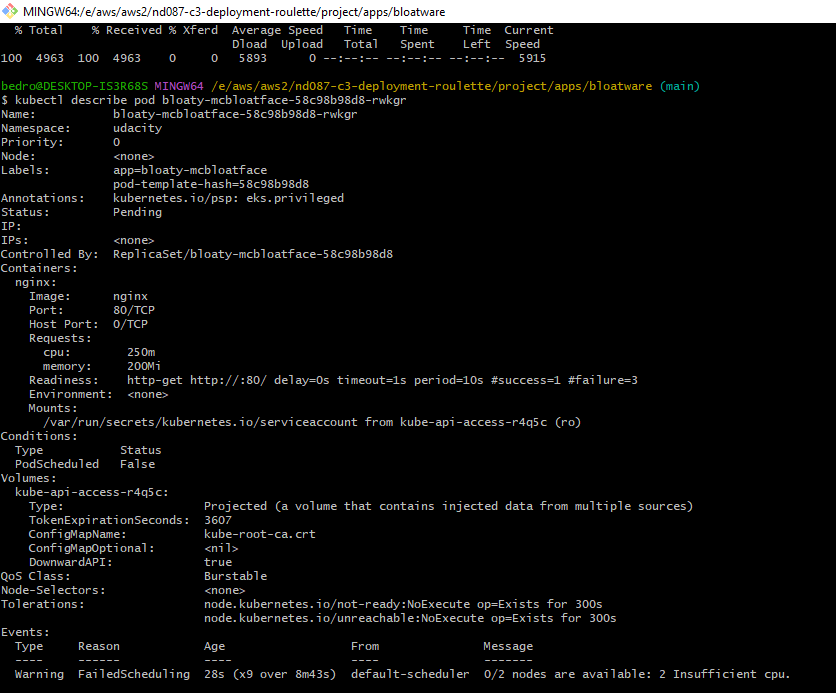 MINGW64:/e/aws/aws2/nd087-c3-deployment-roulette/project/apps/bloatware
  % Total    % Received % Xferd  Average Speed   Time    Time     Time  Current
                                 Dload  Upload   Total   Spent    Left  Speed
100  4963  100  4963    0     0   5893      0 --:--:-- --:--:-- --:--:--  5915
bedro@DESKTOP-IS3R68S MINGW64 /e/aws/aws2/nd087-c3-deployment-roulette/project/apps/bloatware (main)
$ kubectl describe pod bloaty-mcbloatface-58c98b98d8-rwkgr
Name:           bloaty-mcbloatface-58c98b98d8-rwkgr
Namespace:      udacity
Priority:       0
Node:           <none>
Labels:         app=bloaty-mcbloatface
                pod-template-hash=58c98b98d8
Annotations:    kubernetes.io/psp: eks.privileged
Status:         Pending
IP:
IPs:            <none>
Controlled By:  ReplicaSet/bloaty-mcbloatface-58c98b98d8
Containers:
  nginx:
    Image:      nginx
    Port:       80/TCP
    Host Port:  0/TCP
    Requests:
      cpu:        250m
      memory:     200Mi
    Readiness:    http-get http://:80/ delay=0s timeout=1s period=10s #success=1 #failure=3
    Environment:  <none>
    Mounts:
      /var/run/secrets/kubernetes.io/serviceaccount from kube-api-access-r4q5c (ro)
Conditions:
  Type           Status
  PodScheduled   False
Volumes:
  kube-api-access-r4q5c:
    Type:                    Projected (a volume that contains injected data from multiple sources)
    TokenExpirationSeconds:  3607
    ConfigMapName:           kube-root-ca.crt
    ConfigMapOptional:       <nil>
    DownwardAPI:             true
QoS Class:                   Burstable
Node-Selectors:              <none>
Tolerations:                 node.kubernetes.io/not-ready:NoExecute op=Exists for 300s
                             node.kubernetes.io/unreachable:NoExecute op=Exists for 300s
Events:
  Type     Reason            Age                  From               Message
  ----     ------            ----                 ----               -------
  Warning  FailedScheduling  28s (x9 over 8m43s)  default-scheduler  0/2 nodes are available: 2 Insufficient cpu.